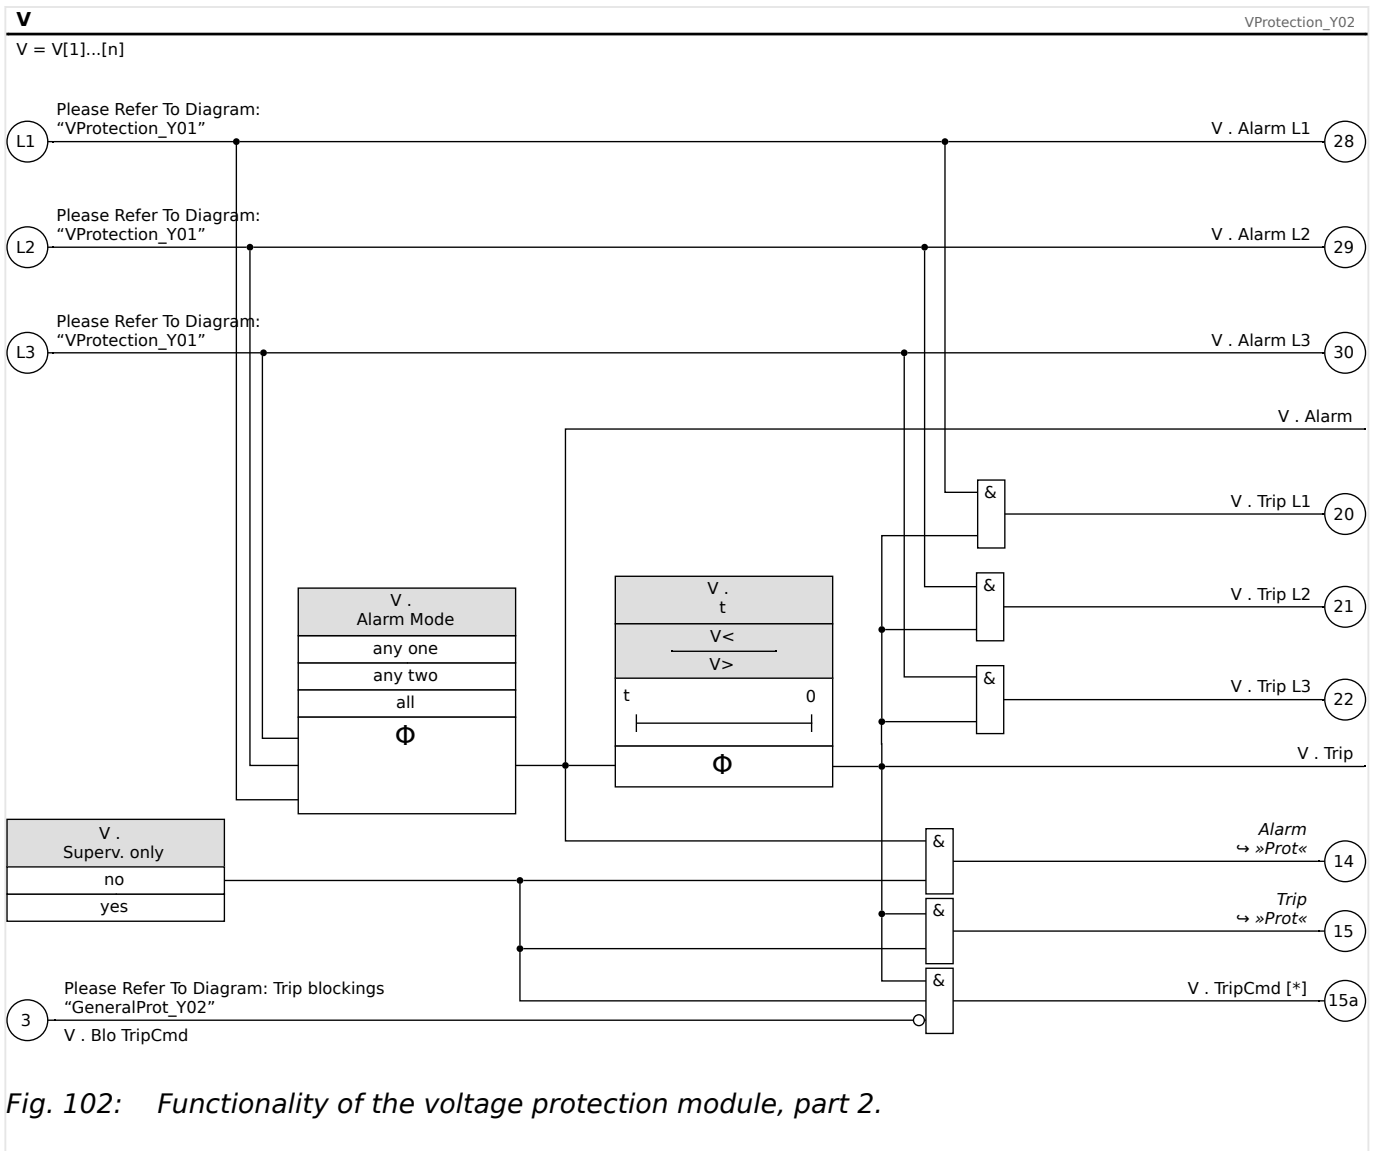 V
VProtection_Y02
V = V[1]...[n]
Please Refer To Diagram:
“VProtection_Y01”
L1
V . Alarm L1
28
Please Refer To Diagram:
“VProtection_Y01”
L2
V . Alarm L2
29
Please Refer To Diagram:
“VProtection_Y01”
L3
V . Alarm L3
30
V . Alarm
&
V . Trip L1
20
&
V . Trip L2
21
&
V . Trip L3
22
V . Trip
V .
Alarm Mode
any one
any two
all
Φ
V .
t
V<
V>
t 0
Φ
V .
Superv. only
no
yes
&
Alarm
↪ »Prot«
14
&
Trip
↪ »Prot«
15
&
V . TripCmd [*]
15a
Please Refer To Diagram: Trip blockings
“GeneralProt_Y02”
3
V . Blo TripCmd
Fig. 102: Functionality of the voltage protection module, part 2.